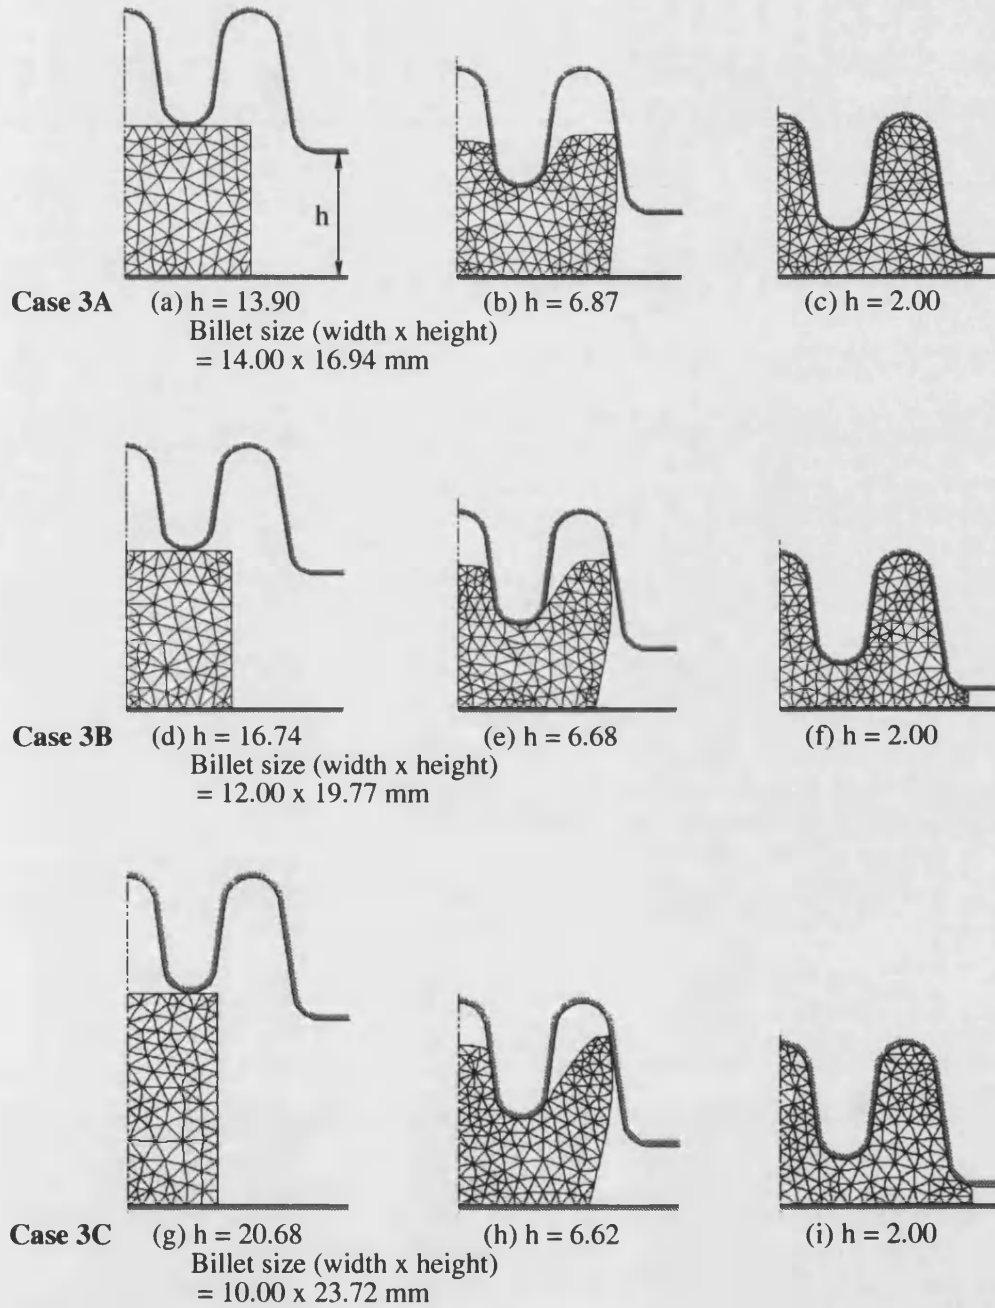 h
Case 3A (a) h = 13.90 (b) h = 6.87 (c) h = 2.00
Billet size (width x height)
= 14.00 x 16.94 mm
Case 3B (d) h = 16.74 (e) h = 6.68 (f) h = 2.00
Billet size (width x height)
= 12.00 x 19.77 mm
Case 3C (g) h = 20.68 (h) h = 6.62 (i) h = 2.00
Billet size (width x height)
= 10.00 x 23.72 mm